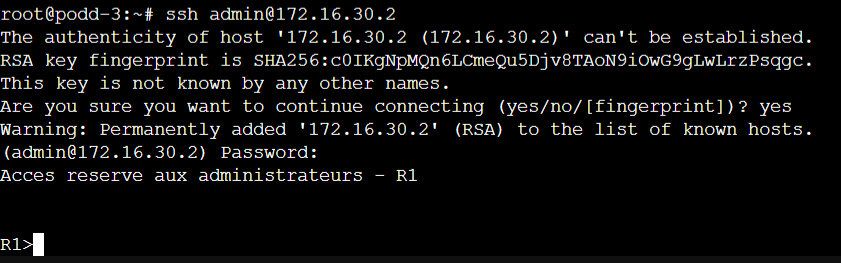 root@podd-3:~# ssh admin@172.16.30.2
The authenticity of host '172.16.30.2 (172.16.30.2)' can't be established.
RSA key fingerprint is SHA256:c0IKgNpMQn6LCmeQu5Djv8TAoN9iOwG9gLwLrzPsqgc.
This key is not known by any other names.
Are you sure you want to continue connecting (yes/no/[fingerprint])? yes
Warning: Permanently added '172.16.30.2' (RSA) to the list of known hosts.
(admin@172.16.30.2) Password:
Acces reserve aux administrateurs - R1
R1>